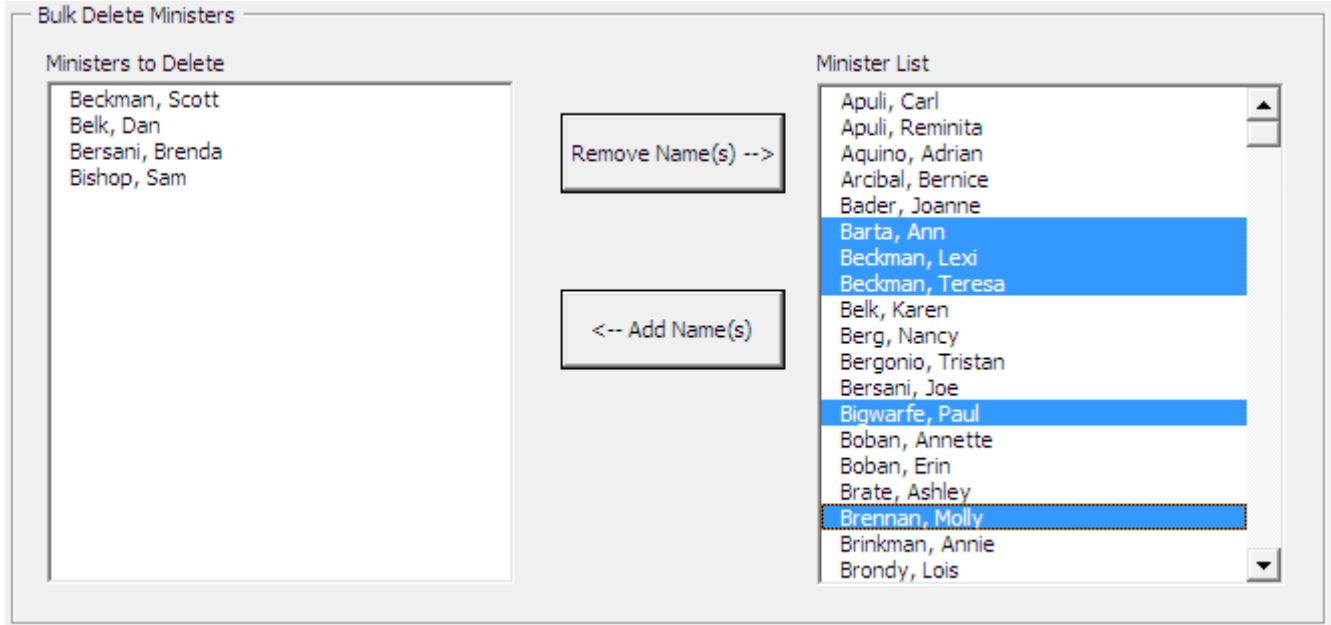 Bulk Delete Ministers
Ministers to Delete
Beckman, Scott
Belk, Dan
Bersani, Brenda
Bishop, Sam
Remove Name(s) -->
<-- Add Name(s)
Minister List
Apuli, Carl
Apuli, Reminita
Aquino, Adrian
Arcibal, Bernice
Bader, Joanne
Barta, Ann
Beckman, Lexi
Beckman, Teresa
Belk, Karen
Berg, Nancy
Bergonio, Tristan
Bersani, Joe
Bigwarfe, Paul
Boban, Annette
Boban, Erin
Brate, Ashley
Brennan, Molly
Brinkman, Annie
Brondy, Lois